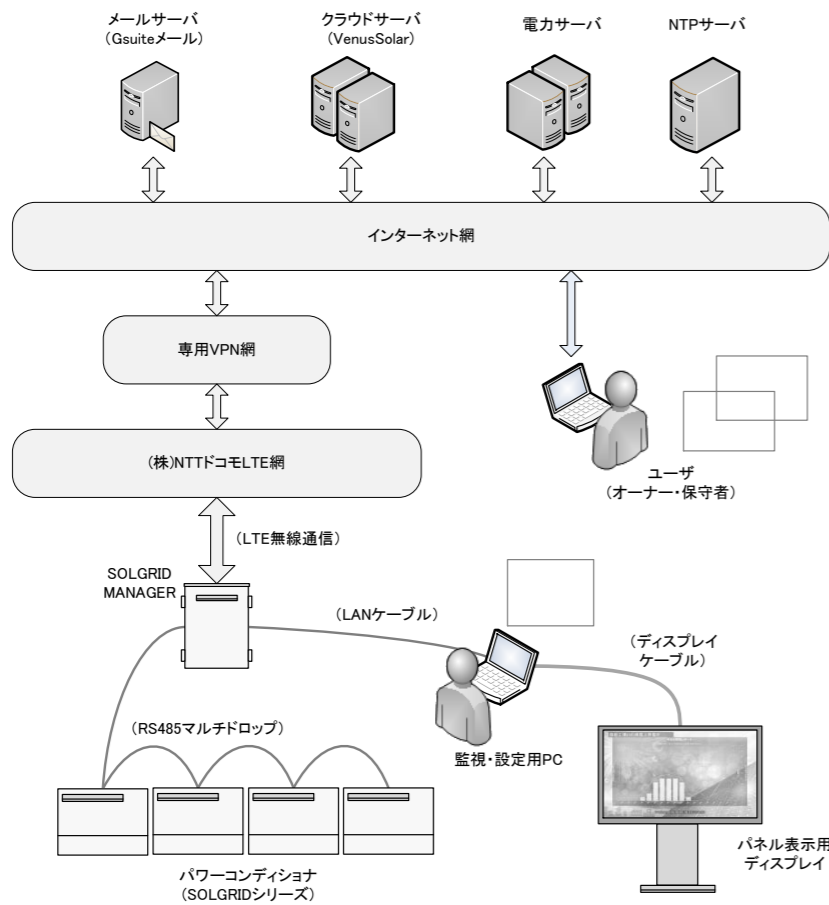 メールサーバ
(Gsuiteメール)
クラウドサーバ
(VenusSolar)
電力サーバ
NTPサーバ
インターネット網
専用VPN網
(株)NTTドコモLTE網
ユーザ
(オーナー・保守者)
(LTE無線通信)
SOLGRID
MANAGER
(LANケーブル)
(ディスプレイ
ケーブル)
(RS485マルチドロップ)
監視・設定用PC
パワーコンディショナ
(SOLGRIDシリーズ)
パネル表示用
ディスプレイ